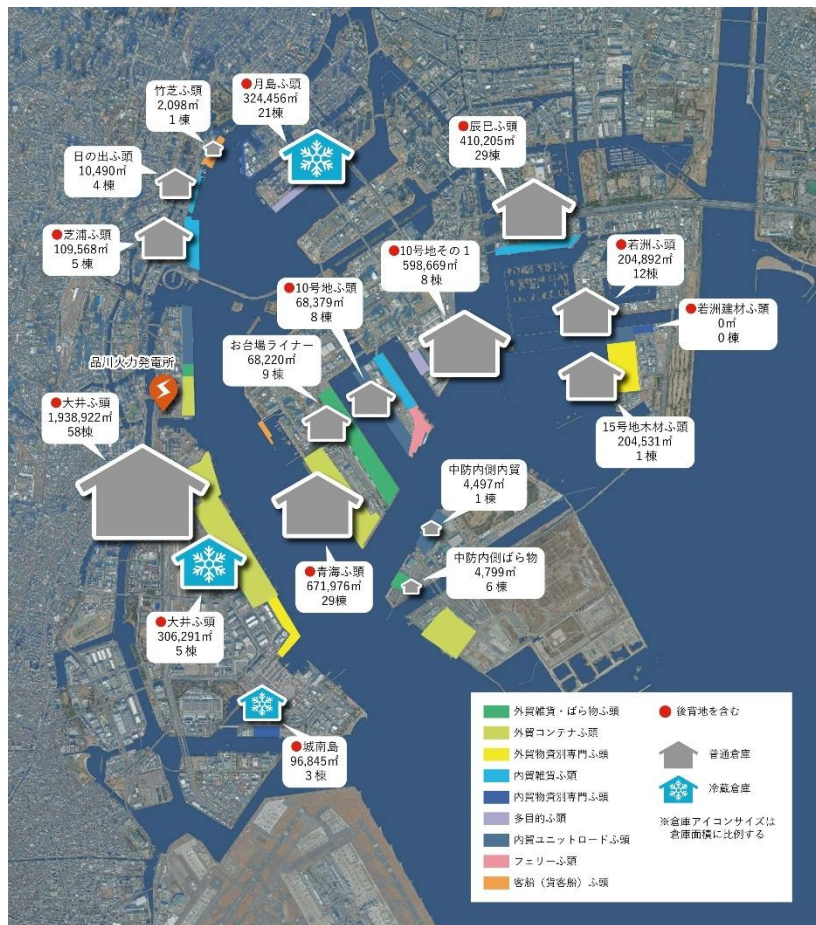 竹芝ふ頭
2,098㎡
1 棟
●月島ふ頭
324,456㎡
21棟
●辰巳ふ頭
410,205㎡
29棟
日の出ふ頭
10,490㎡
4 棟
●芝浦ふ頭
109,568㎡
5 棟
●10号地その 1
598,669㎡
8 棟
●若洲ふ頭
204,892㎡
12棟
●10号地ふ頭
68,379㎡
8 棟
●若洲建材ふ頭
0㎡
0 棟
お台場ライナー
68,220㎡
9 棟
品川火力発電所
●大井ふ頭
1,938,922㎡
58棟
15号地木材ふ頭
204,531㎡
1 棟
中防内側内貿
4,497㎡
1 棟
中防内側ばら物
4,799㎡
6 棟
●青海ふ頭
671,976㎡
29棟
●大井ふ頭
306,291㎡
5 棟
●城南島
96,845㎡
3 棟
外貿雑貨・ばら物ふ頭
外貿コンテナふ頭
外貿物資別専門ふ頭
内貿雑貨ふ頭
内貿物資別専門ふ頭
多目的ふ頭
内貿ユニットロードふ頭
フェリーふ頭
客船（貨客船）ふ頭
●後背地を含む
普通倉庫
冷蔵倉庫
※倉庫アイコンサイズは
倉庫面積に比例する